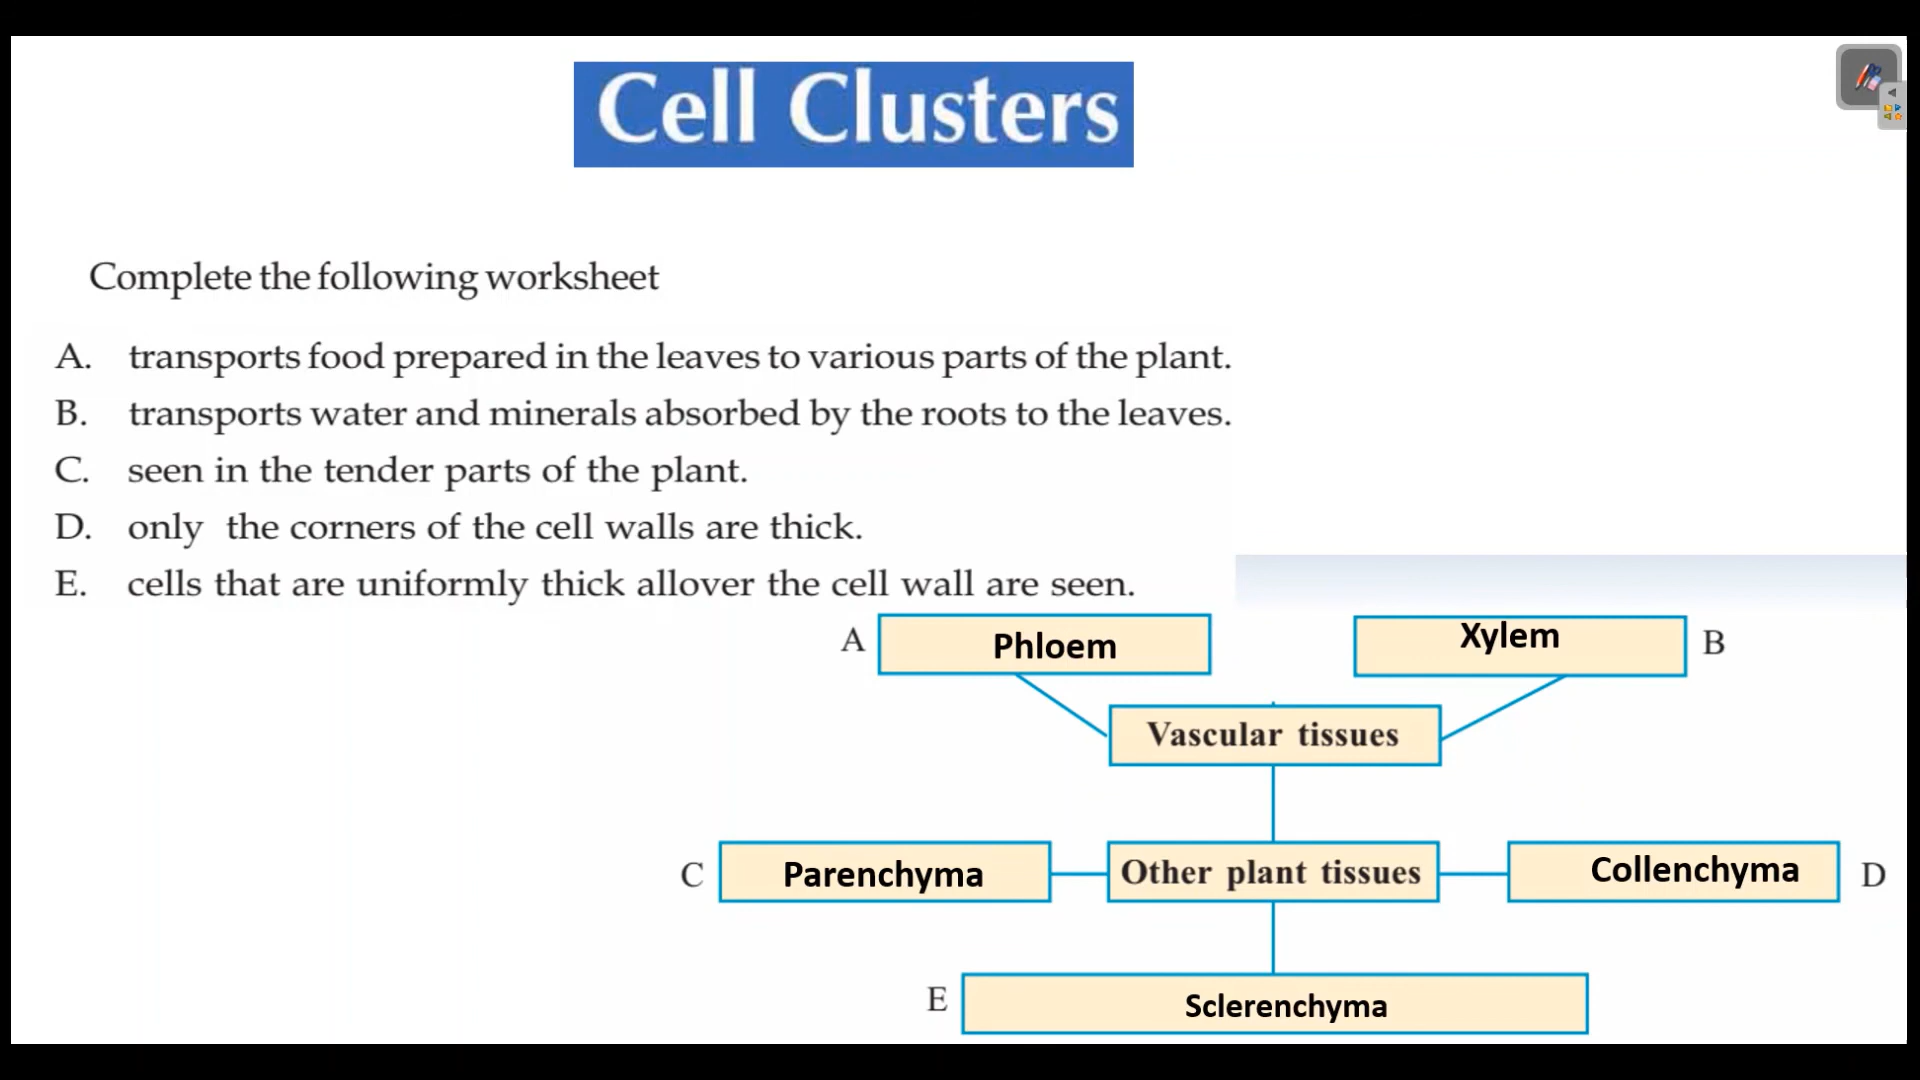 Cell Clusters
Complete the following worksheet
A. transports food prepared in the leaves to various parts of the plant.
B. transports water and minerals absorbed by the roots to the leaves.
C. seen in the tender parts of the plant.
D. only the corners of the cell walls are thick.
E. cells that are uniformly thick allover the cell wall are seen.
A Phloem
Xylem B
Vascular tissues
C Parenchyma
Other plant tissues
Collenchyma D
E Sclerenchyma